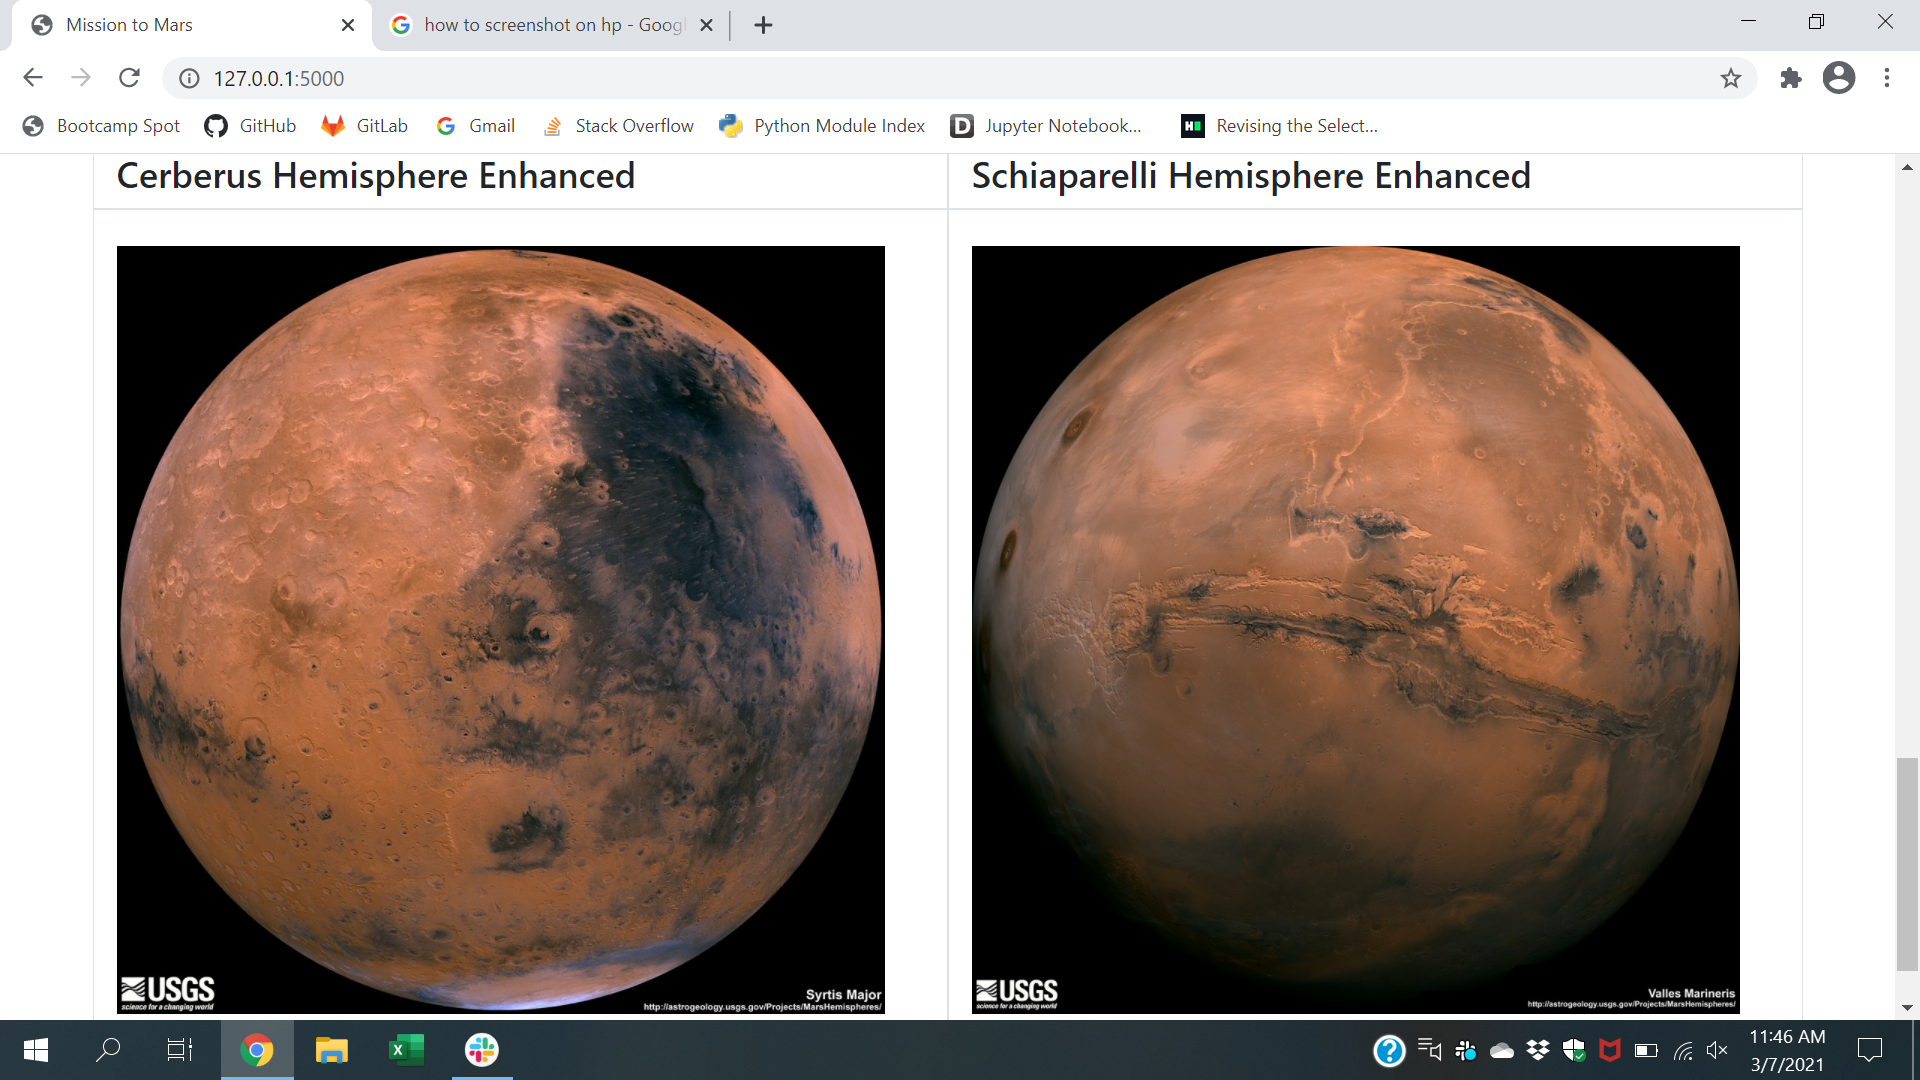 Mission to Mars
how to screenshot on hp - Googl
127.0.0.1:5000
Bootcamp Spot
GitHub
GitLab
Gmail
Stack Overflow
Python Module Index
D Jupyter Notebook...
H Revising the Select...
Cerberus Hemisphere Enhanced
Schiaparelli Hemisphere Enhanced
USGS
science for a changing world
Syrtis Major
http://astrogeology.usgs.gov/Projects/MarsHemispheres/
USGS
science for a changing world
Valles Marineris
http://astrogeology.usgs.gov/Projects/MarsHemispheres/
11:46 AM
3/7/2021